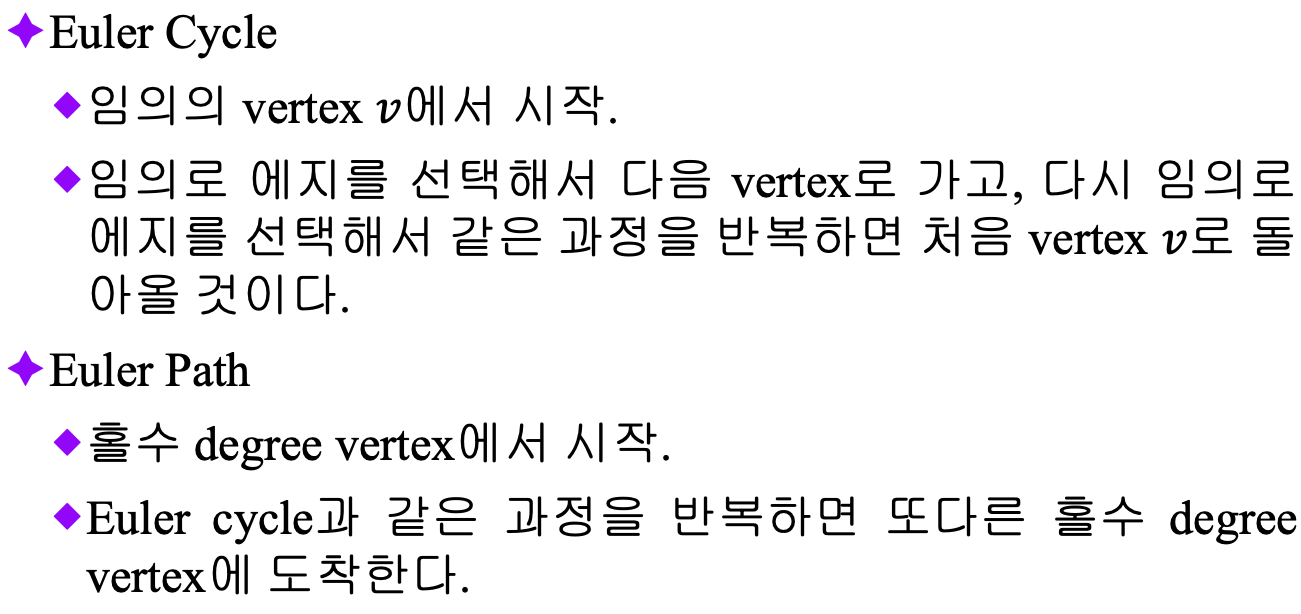 Euler Cycle
임의의 vertex v에서 시작.
임의로 에지를 선택해서 다음 vertex로 가고, 다시 임의로
에지를 선택해서 같은 과정을 반복하면 처음 vertex v로 돌
아올 것이다.
Euler Path
홀수 degree vertex에서 시작.
Euler cycle과 같은 과정을 반복하면 또다른 홀수 degree
vertex에 도착한다.